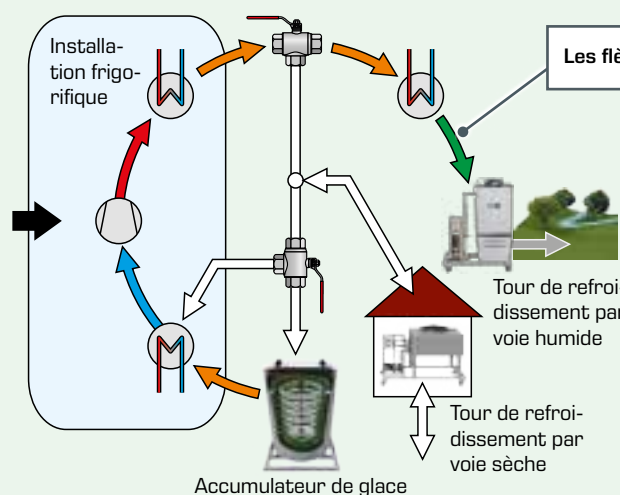 Installa-
tion frigo-
rifique
Les
Tour de refroi-
dissement par
voie humide
Tour de refroi-
dissement par
voie sèche
Accumulateur de glace